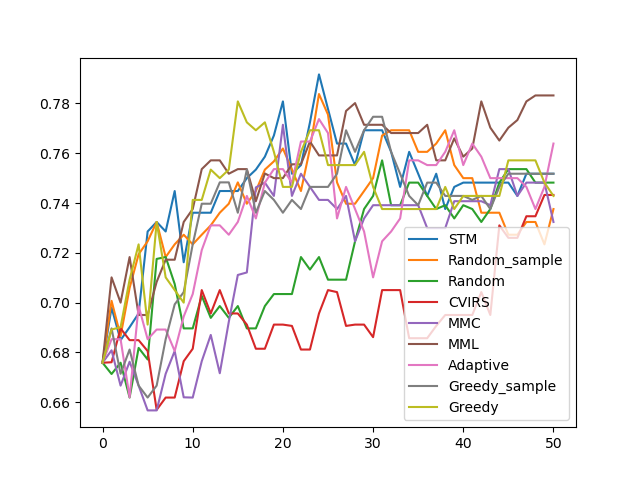 0.78
0.76
0.74
0.72
0.70
0.68
0.66
STM
Random_sample
Random
CVIRS
MMC
MML
Adaptive
Greedy_sample
Greedy
0 10 20 30 40 50